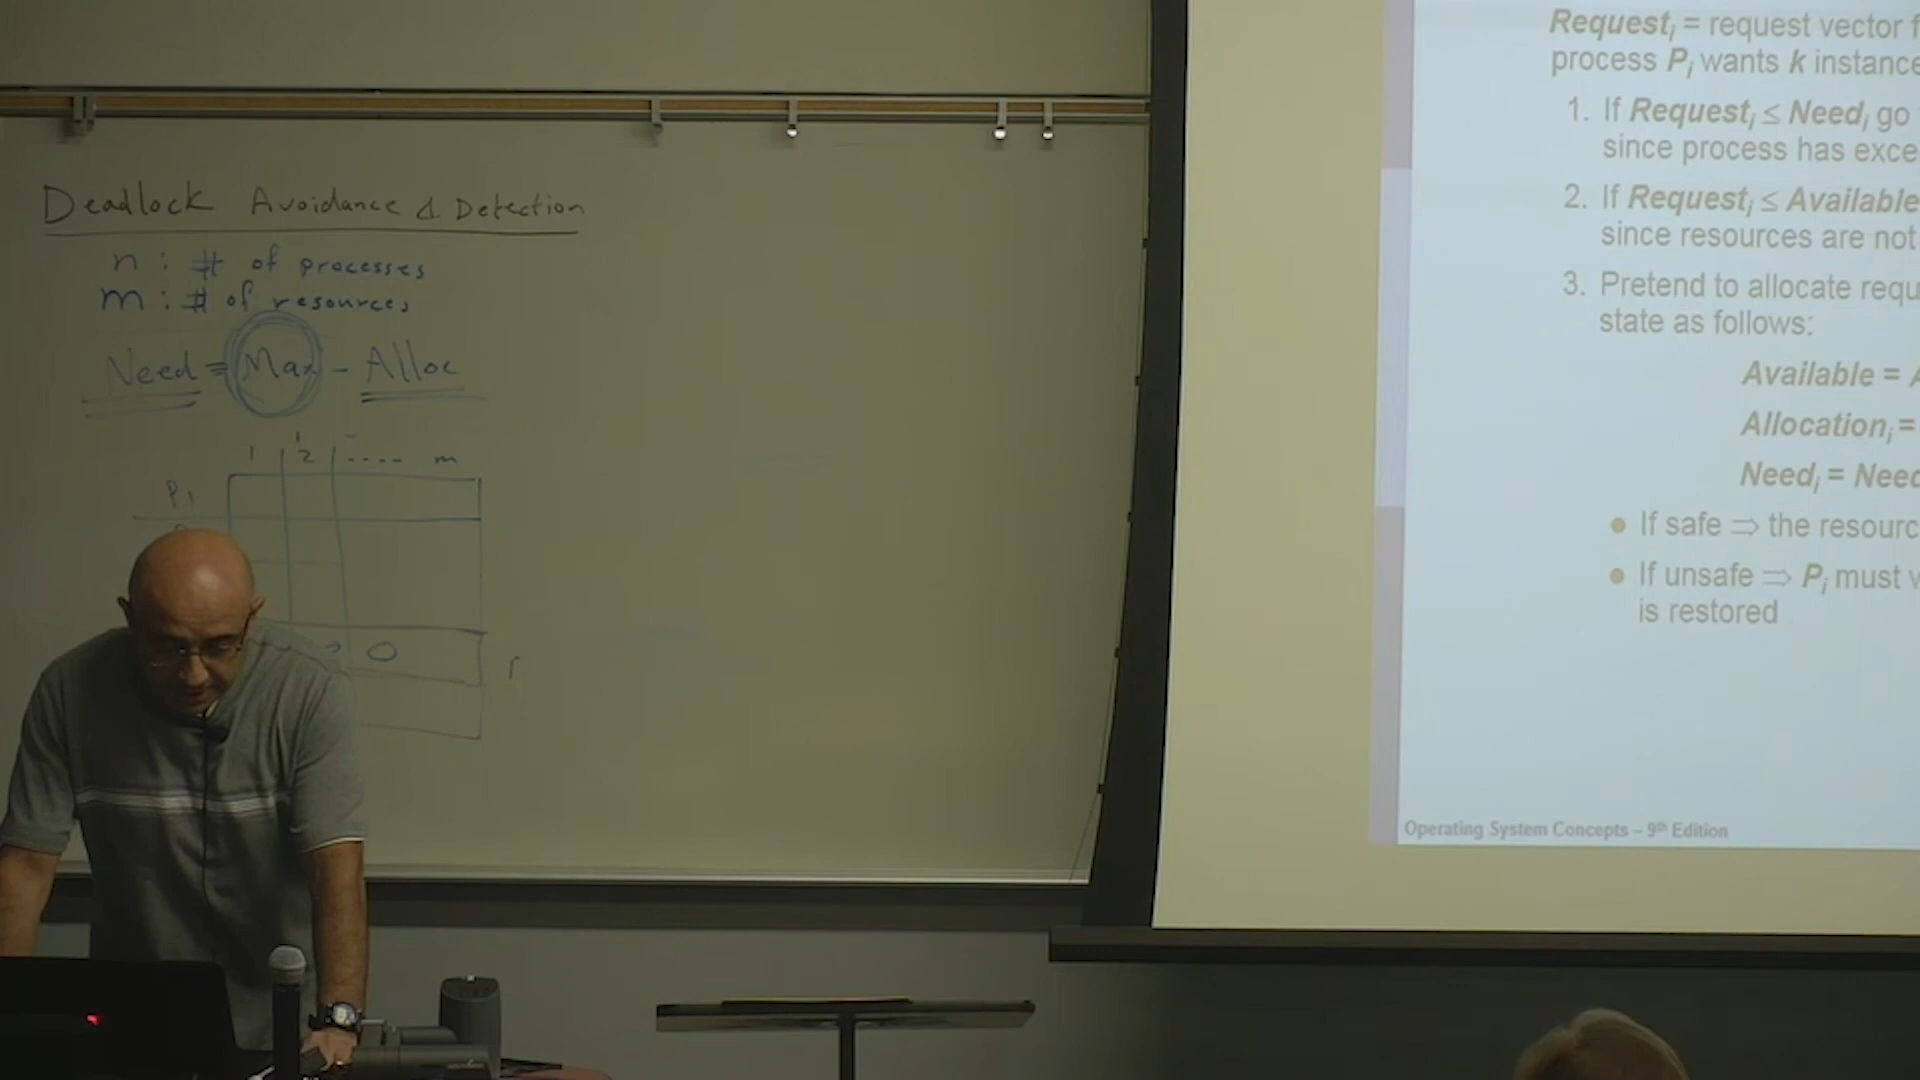 Deadlock Avoidance & Detection
n : # of processes
m : # of resources
Need = Max - Alloc
1 2 .... m
P1
O
Requesti = request vector f
process Pi wants k instance
1. If Requesti ≤ Needi go
since process has exce
2. If Requesti ≤ Available
since resources are not
3. Pretend to allocate requ
state as follows:
Available = A
Allocationi =
Needi = Need
● If safe ⇒ the resourc
● If unsafe ⇒ Pi must w
is restored
Operating System Concepts – 9th Edition